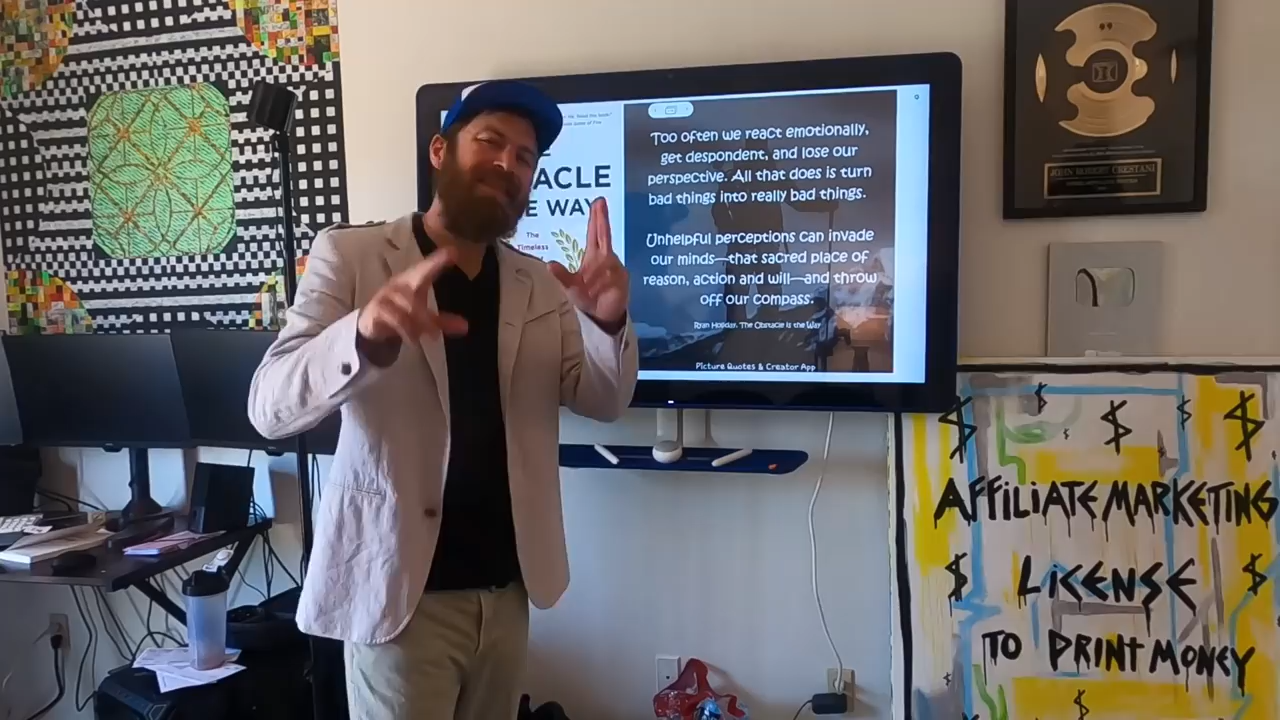 ACLE
E WAY
The
Timeless
Too often we react emotionally,
get despondent, and lose our
perspective. All that does is turn
bad things into really bad things.
Unhelpful perceptions can invade
our minds—that sacred place of
reason, action and will—and throw
off our compass.
Ryan Holiday, The Obstacle is the Way
Picture Quotes & Creator App
JOHN ROBERT CRESTANI
$ $ $ $ $
AFFILIATE MARKETING
$ LICENSE $
TO PRINT MONEY
$